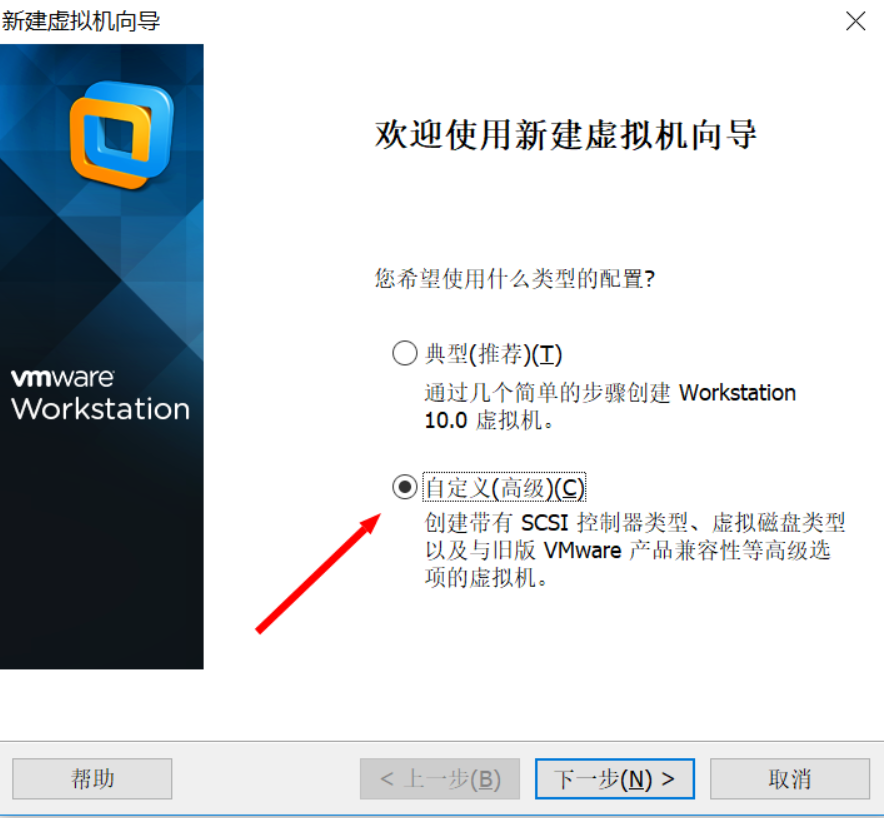 新建虚拟机向导
vmware
Workstation
欢迎使用新建虚拟机向导
您希望使用什么类型的配置?
典型(推荐)(T)
通过几个简单的步骤创建 Workstation
10.0 虚拟机。
自定义(高级)(C)
创建带有 SCSI 控制器类型、虚拟磁盘类型
以及与旧版 VMware 产品兼容性等高级选
项的虚拟机。
帮助
< 上一步(B)
下一步(N) >
取消